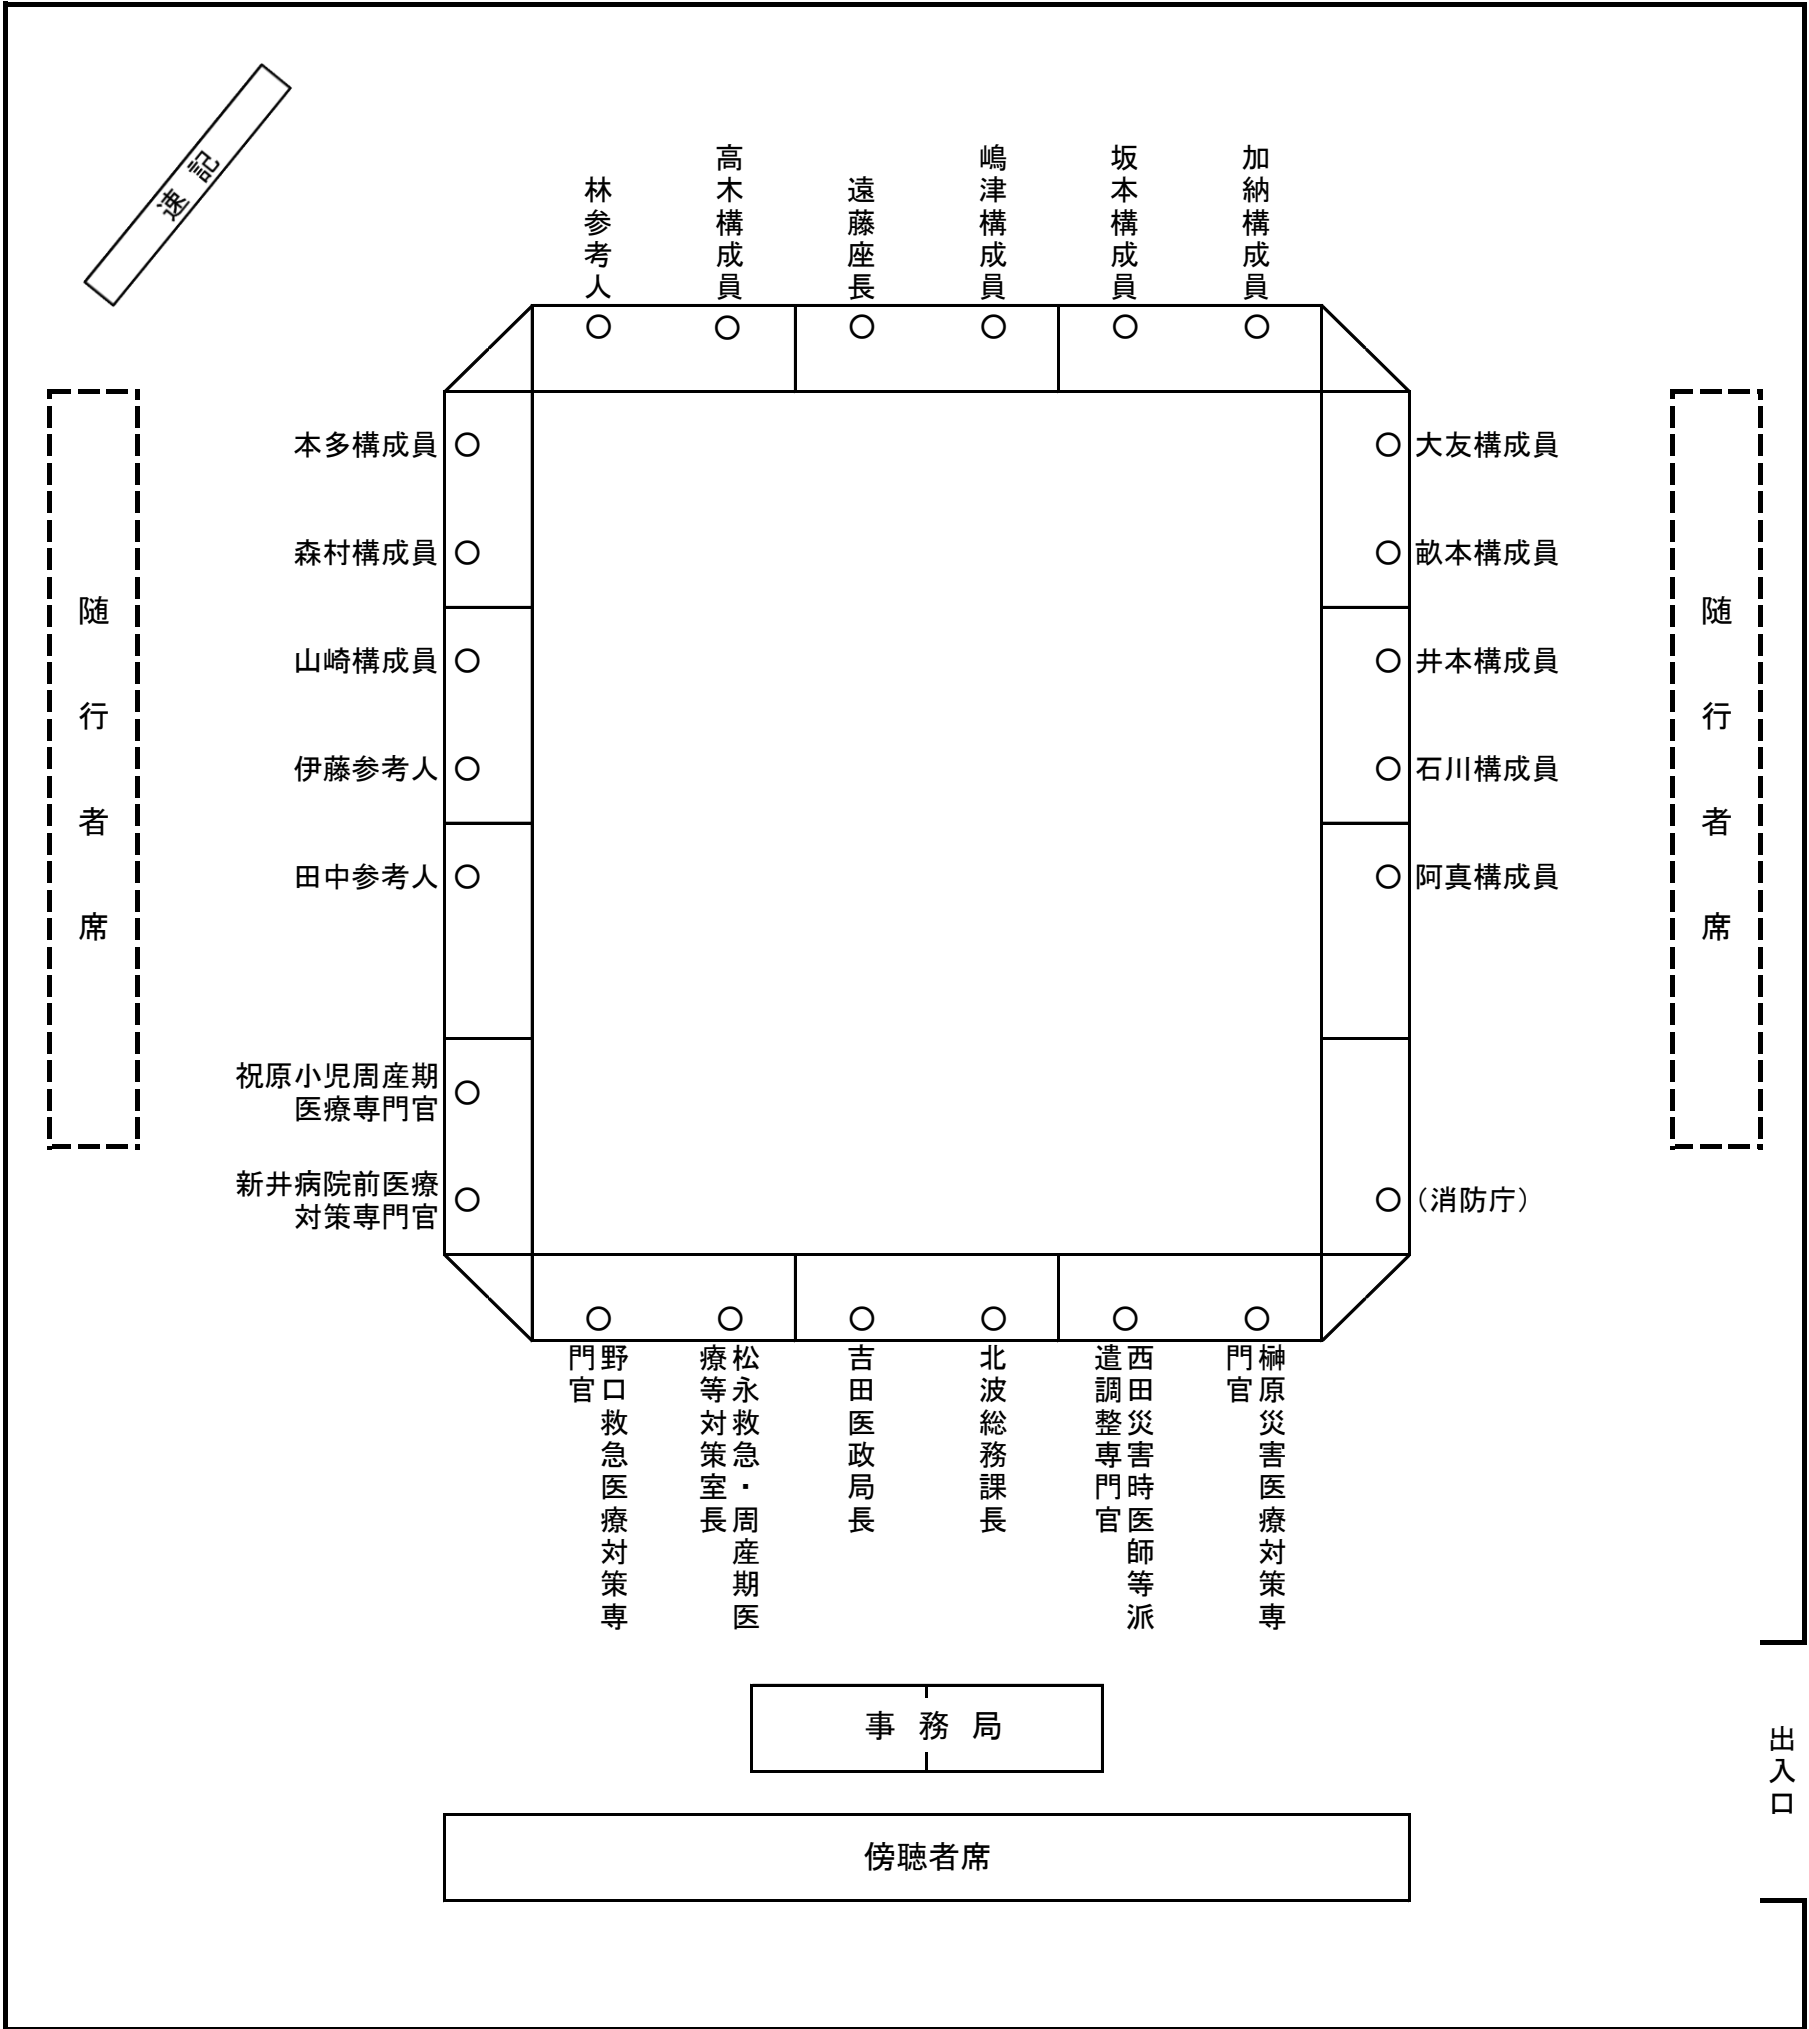 速記
林参考人
高木構成員
遠藤座長
嶋津構成員
坂本構成員
加納構成員
本多構成員
森村構成員
山崎構成員
伊藤参考人
田中参考人
祝原小児周産期
医療専門官
新井病院前医療
対策専門官
大友構成員
畝本構成員
井本構成員
石川構成員
阿真構成員
（消防庁）
随行者席
随行者席
野口救急医療対策専
門官
松永救急・周産期医
療等対策室長
吉田医政局長
北波総務課長
西田災害時医師等派
遣調整専門官
榊原災害医療対策専
門官
事務局
傍聴者席
出入口